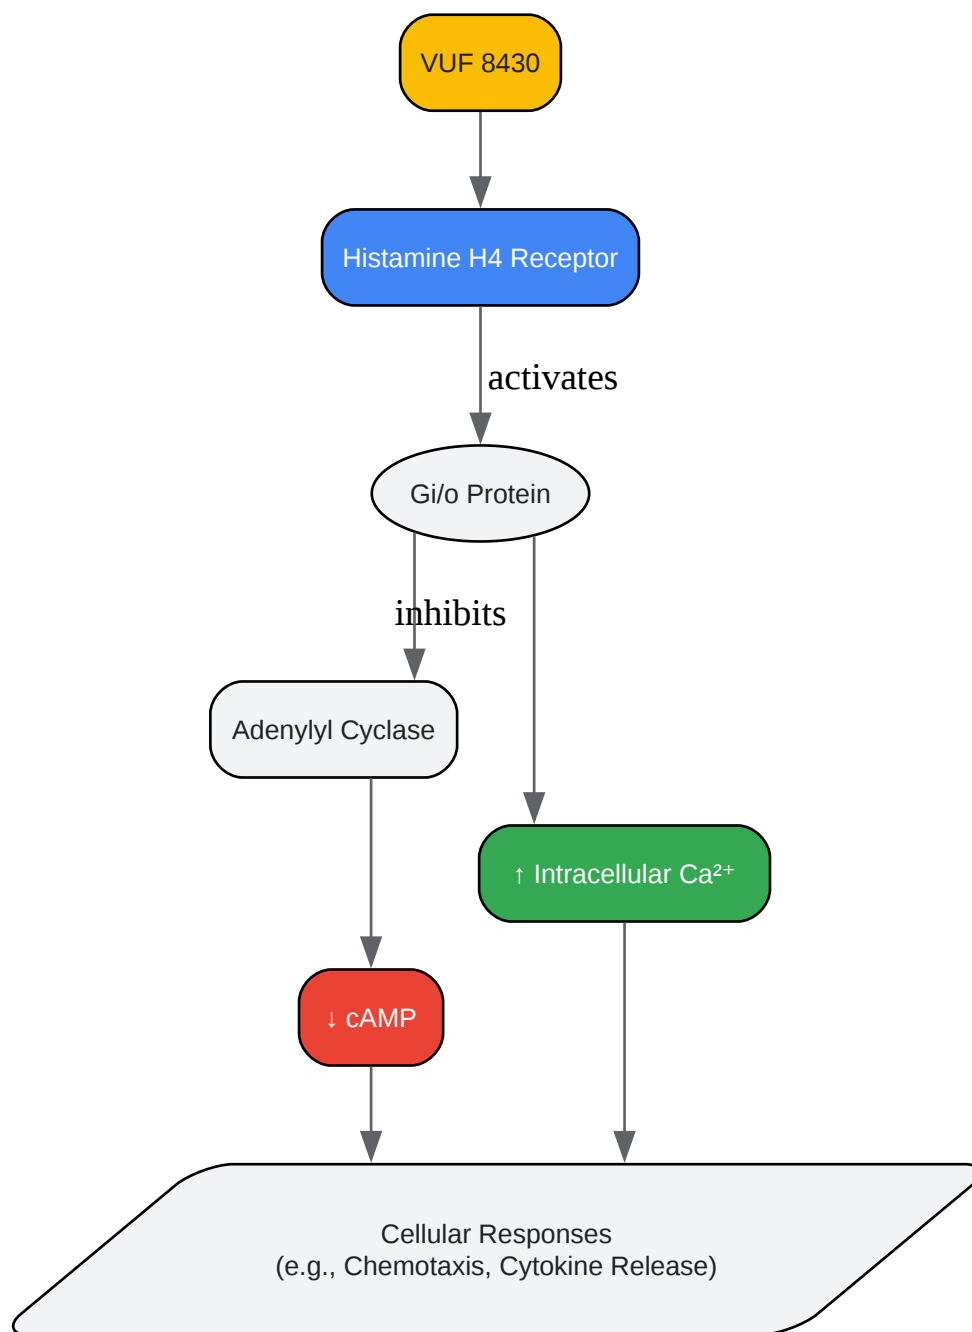 VUF 8430
Histamine H4 Receptor
activates
Gi/o Protein
inhibits
Adenylyl Cyclase
↑ Intracellular Ca²⁺
↓ cAMP
Cellular Responses
(e.g., Chemotaxis, Cytokine Release)